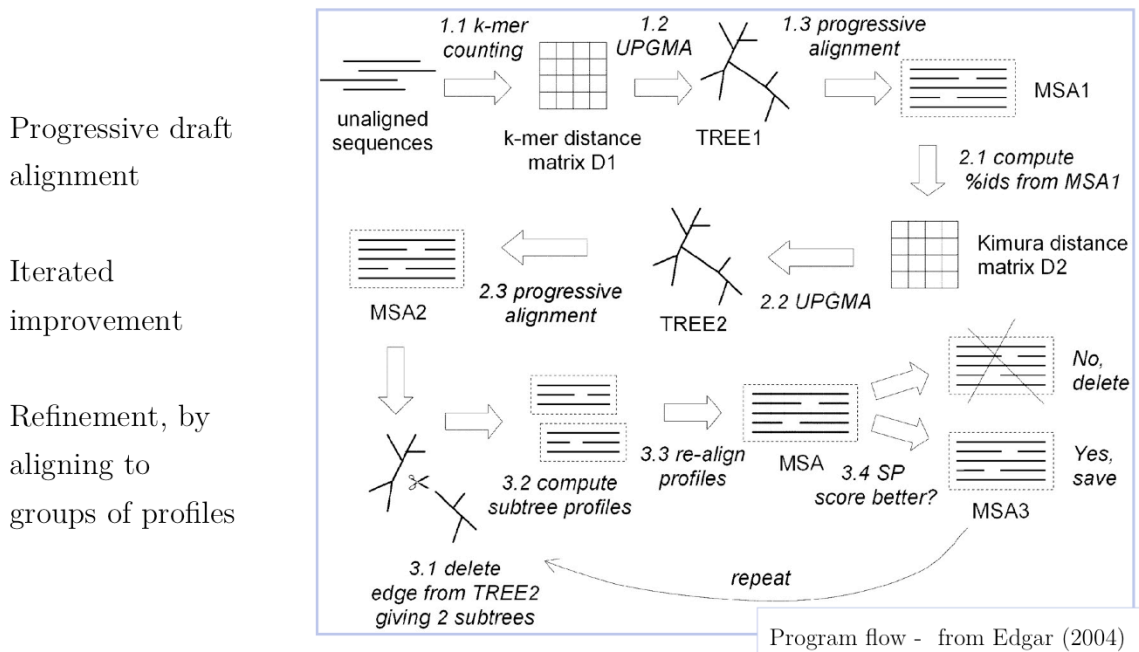 Progressive draft
alignment
Iterated
improvement
Refinement, by
aligning to
groups of profiles
1.1 k-mer
counting
1.2
UPGMA
1.3 progressive
alignment
unaligned
sequences
k-mer distance
matrix D1
TREE1
MSA1
2.1 compute
%ids from MSA1
Kimura distance
matrix D2
2.2 UPGMA
TREE2
2.3 progressive
alignment
MSA2
3.1 delete
edge from TREE2
giving 2 subtrees
3.2 compute
subtree profiles
3.3 re-align
profiles
MSA
3.4 SP
score better?
No,
delete
Yes,
save
MSA3
repeat
Program flow - from Edgar (2004)